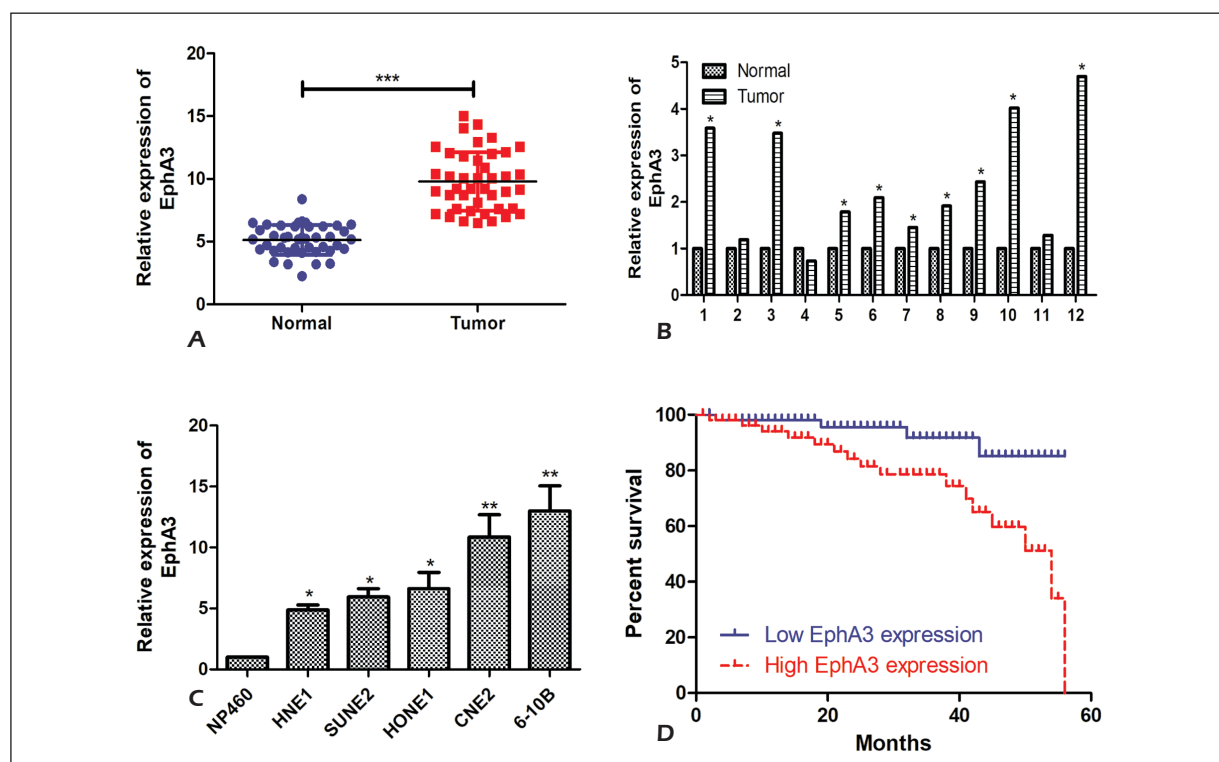 Relative expression of
EphA3
20
15
10
5
0
***
Normal
Tumor
A
Relative expression of
EphA3
5
4
3
2
1
0
Normal
Tumor
* * * * * * * * *
1 2 3 4 5 6 7 8 9 10 11 12
B
Relative expression of
EphA3
20
15
10
5
0
* * * ** **
NP460 HNE1 SUNE2 HONE1 CNE2 6-10B
C
Percent survival
100
80
60
40
20
0
Low EphA3 expression
High EphA3 expression
0 20 40 60
Months
D